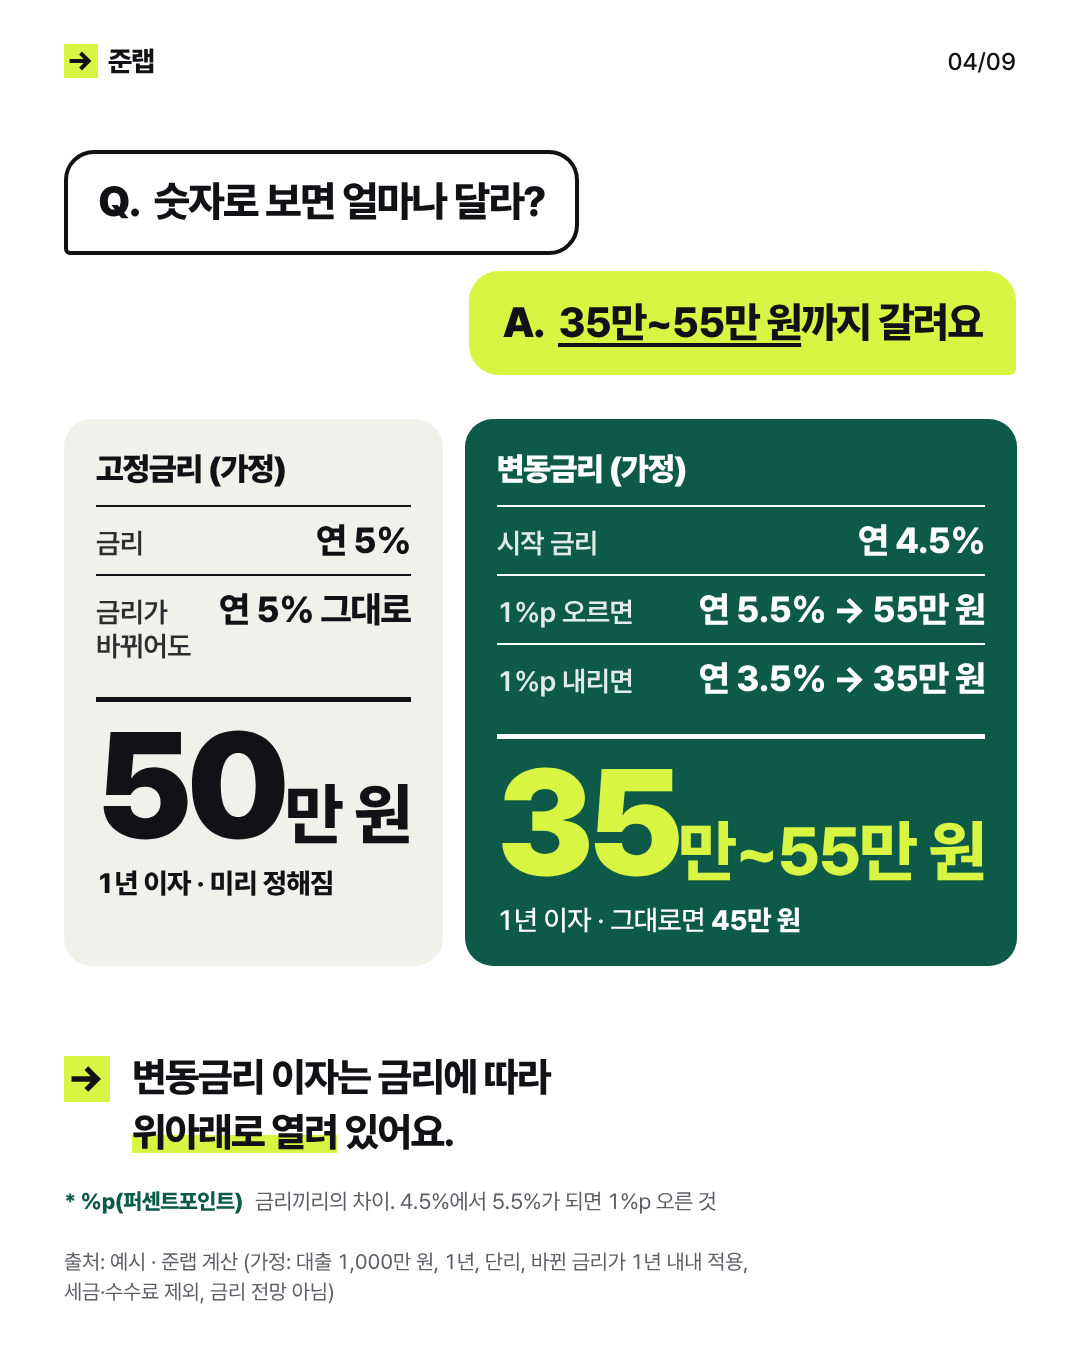 준랩
04/09
Q. 숫자로 보면 얼마나 달라?
A. 35만~55만 원까지 갈려요
고정금리 (가정)
금리 연 5%
금리가 연 5% 그대로
바뀌어도
50만 원
1년 이자 · 미리 정해짐
변동금리 (가정)
시작 금리 연 4.5%
1%p 오르면 연 5.5% → 55만 원
1%p 내리면 연 3.5% → 35만 원
35만~55만 원
1년 이자 · 그대로면 45만 원
→ 변동금리 이자는 금리에 따라
위아래로 열려 있어요.
* %p(퍼센트포인트) 금리끼리의 차이. 4.5%에서 5.5%가 되면 1%p 오른 것
출처: 예시 · 준랩 계산 (가정: 대출 1,000만 원, 1년, 단리, 바뀐 금리가 1년 내내 적용,
세금·수수료 제외, 금리 전망 아님)